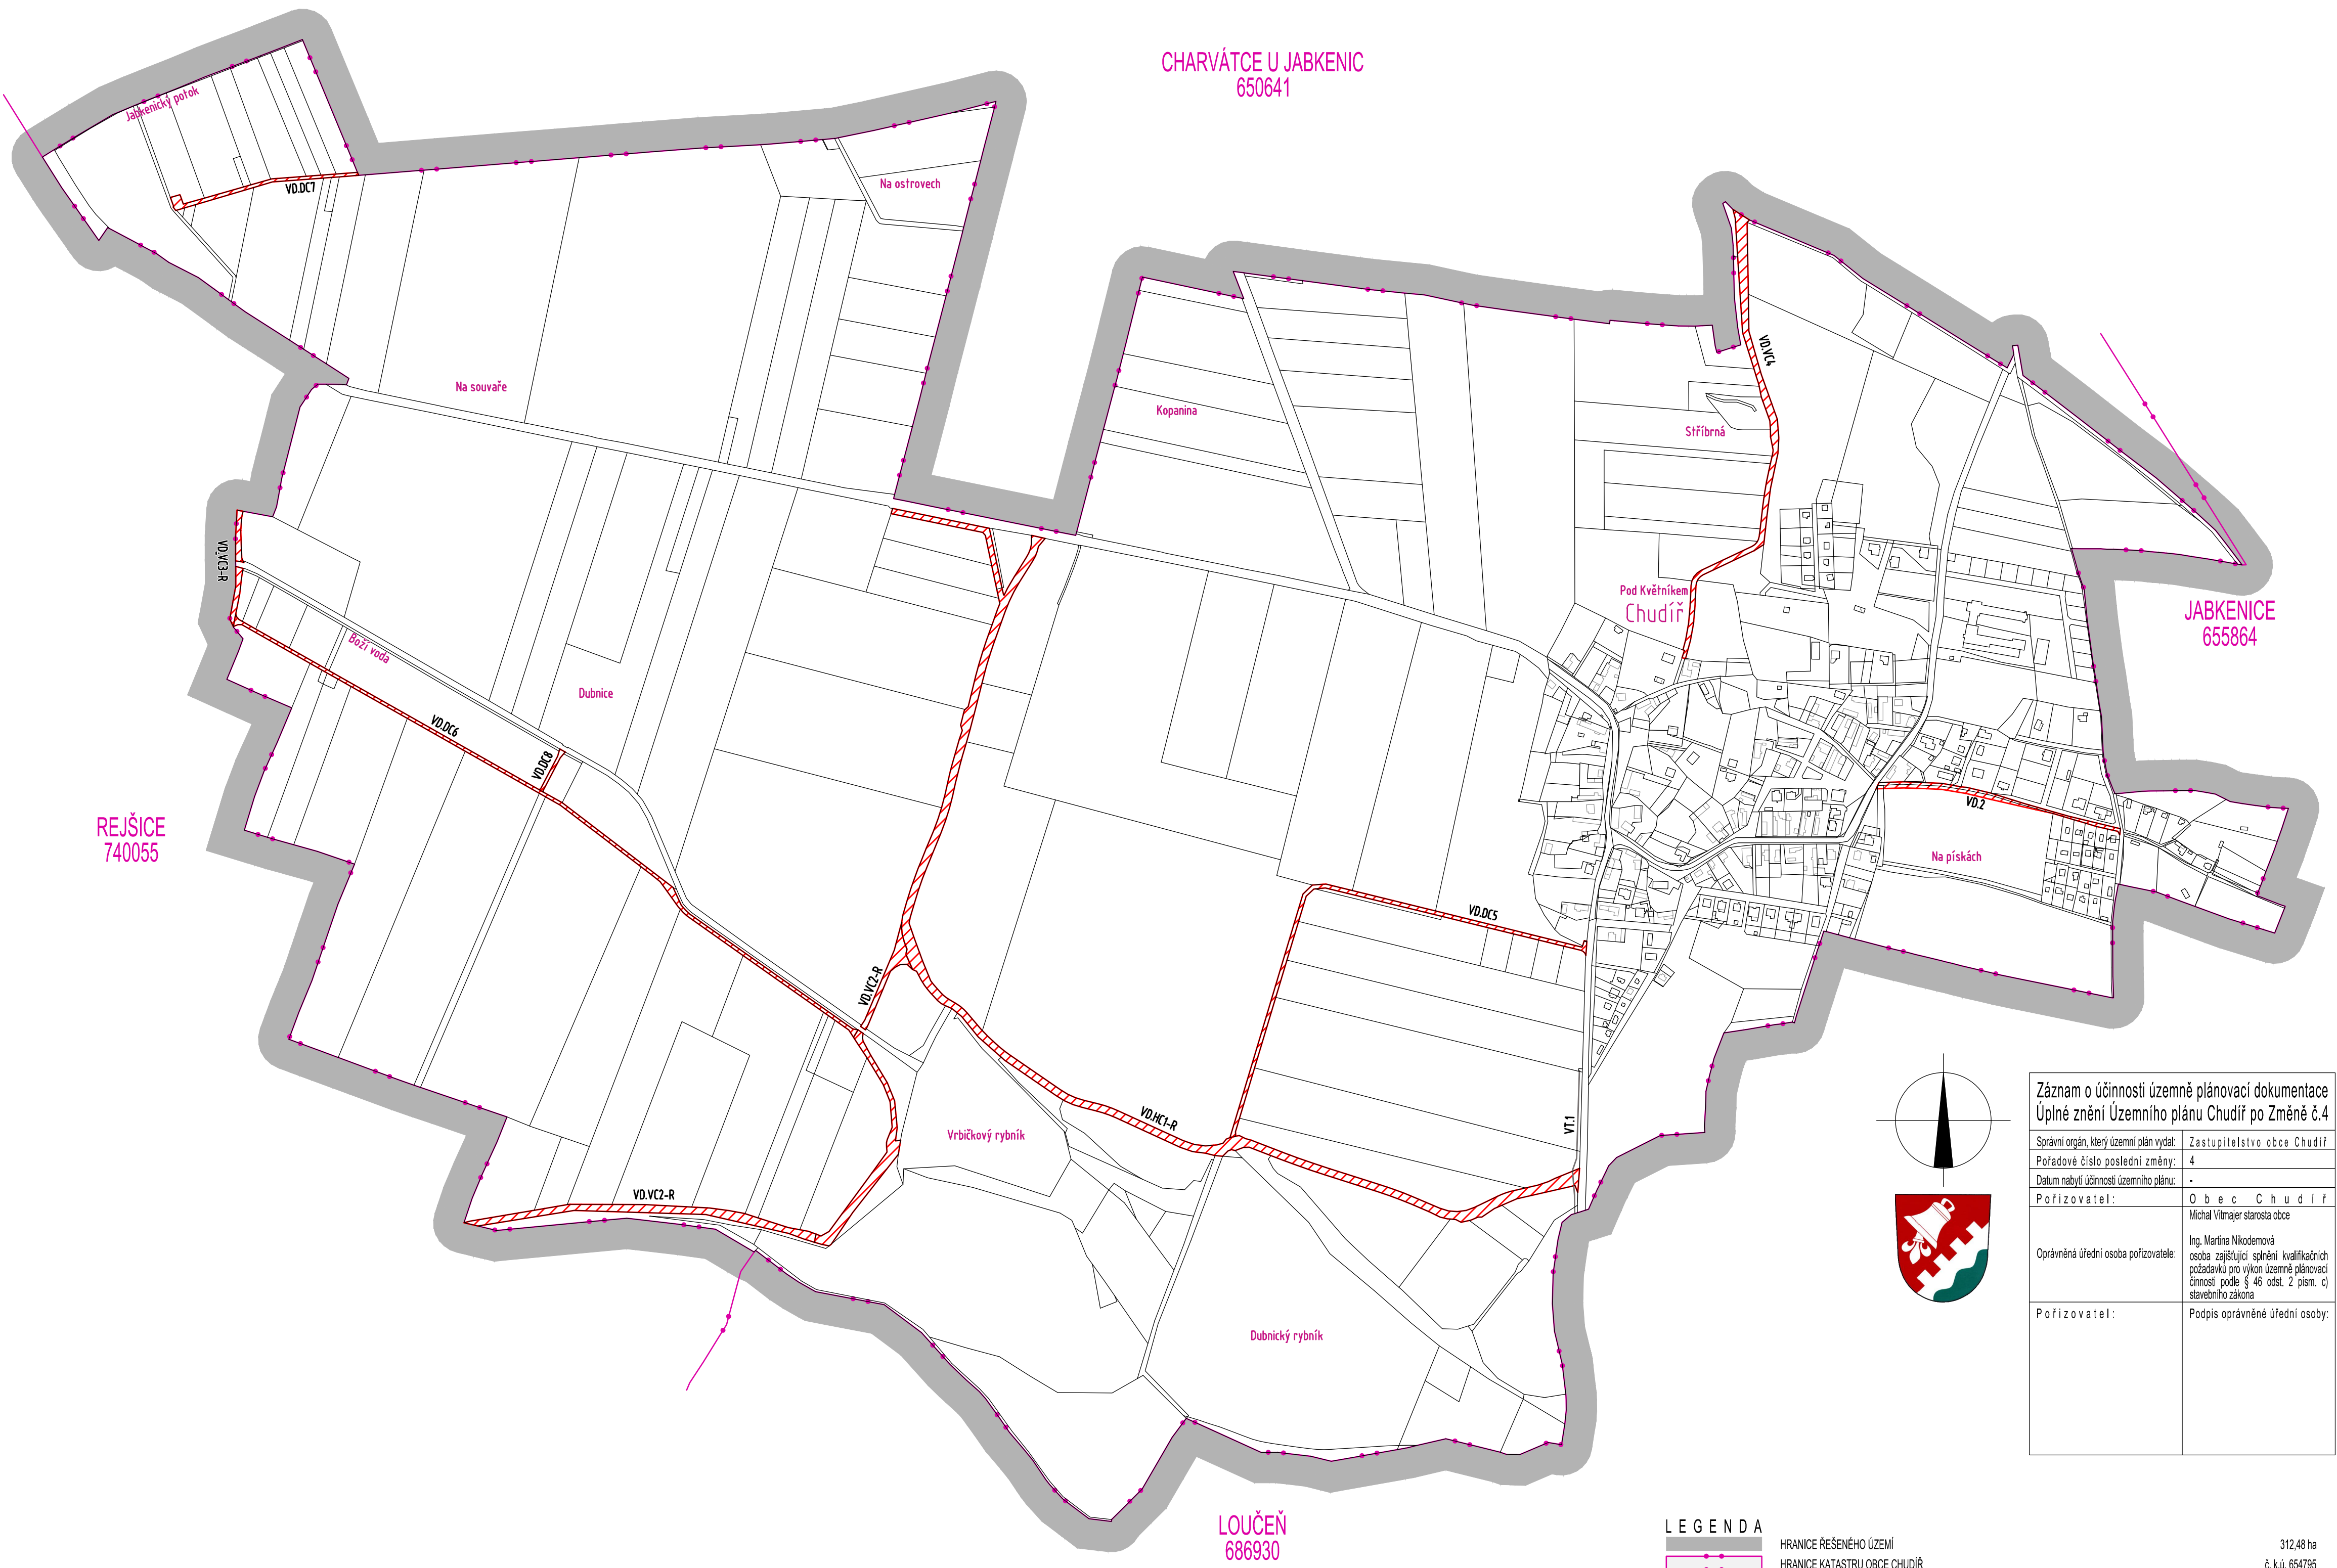 CHARVÁTCE U JABKENIC
650641
Jabkenický potok
VD.DC7
Na ostrovech
VD.VC4
Na souvaře
Kopanina
Stříbrná
VD.VC3-R
Pod Květníkem
Chudíř
JABKENICE
655864
Boží voda
Dubnice
VD.DC6
VD.DC8
VD.2
REJŠICE
740055
Na pískách
VD.DC5
VD.VC2-R
VD.HC1-R
VT.1
Vrbičkový rybník
VD.VC2-R
Dubnický rybník
Záznam o účinnosti územně plánovací dokumentace
Úplné znění Územního plánu Chudíř po Změně č.4
Správní orgán, který územní plán vydal: Zastupitelstvo obce Chudíř
Pořadové číslo poslední změny: 4
Datum nabytí účinnosti územního plánu: -
Pořizovatel: Obec Chudíř
Michal Vitmajer starosta obce
Oprávněná úřední osoba pořizovatele: Ing. Martina Nikodemová
osoba zajišťující splnění kvalifikačních
požadavků pro výkon územně plánovací
činnosti podle § 46 odst. 2 písm. c)
stavebního zákona
Pořizovatel: Podpis oprávněné úřední osoby:
LOUČEŇ
686930
LEGENDA
HRANICE ŘEŠENÉHO ÚZEMÍ 312,48 ha
HRANICE KATASTRU OBCE CHUDÍŘ č. k.ú. 654795